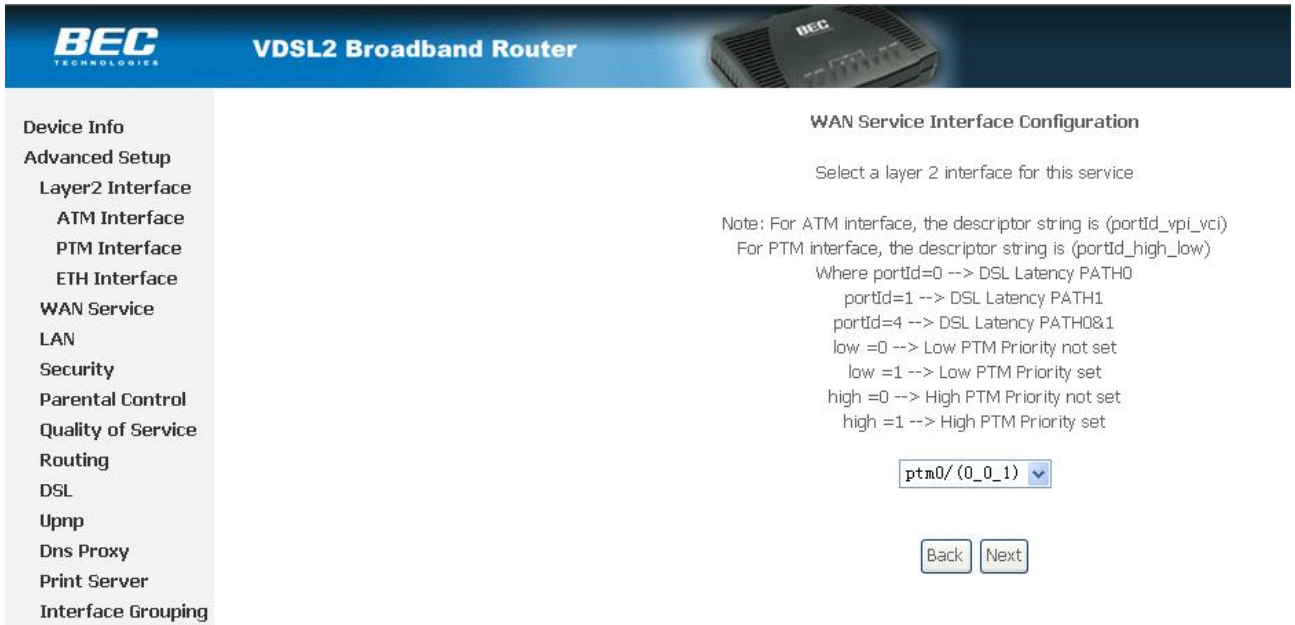 BEC
TECHNOLOGIES
VDSL2 Broadband Router
BEC
Device Info
Advanced Setup
Layer2 Interface
ATM Interface
PTM Interface
ETH Interface
WAN Service
LAN
Security
Parental Control
Quality of Service
Routing
DSL
Upnp
Dns Proxy
Print Server
Interface Grouping
WAN Service Interface Configuration
Select a layer 2 interface for this service
Note: For ATM interface, the descriptor string is (portId_vpi_vci)
For PTM interface, the descriptor string is (portId_high_low)
Where portId=0 --> DSL Latency PATH0
portId=1 --> DSL Latency PATH1
portId=4 --> DSL Latency PATH0&1
low =0 --> Low PTM Priority not set
low =1 --> Low PTM Priority set
high =0 --> High PTM Priority not set
high =1 --> High PTM Priority set
ptm0/(0_0_1)
Back Next